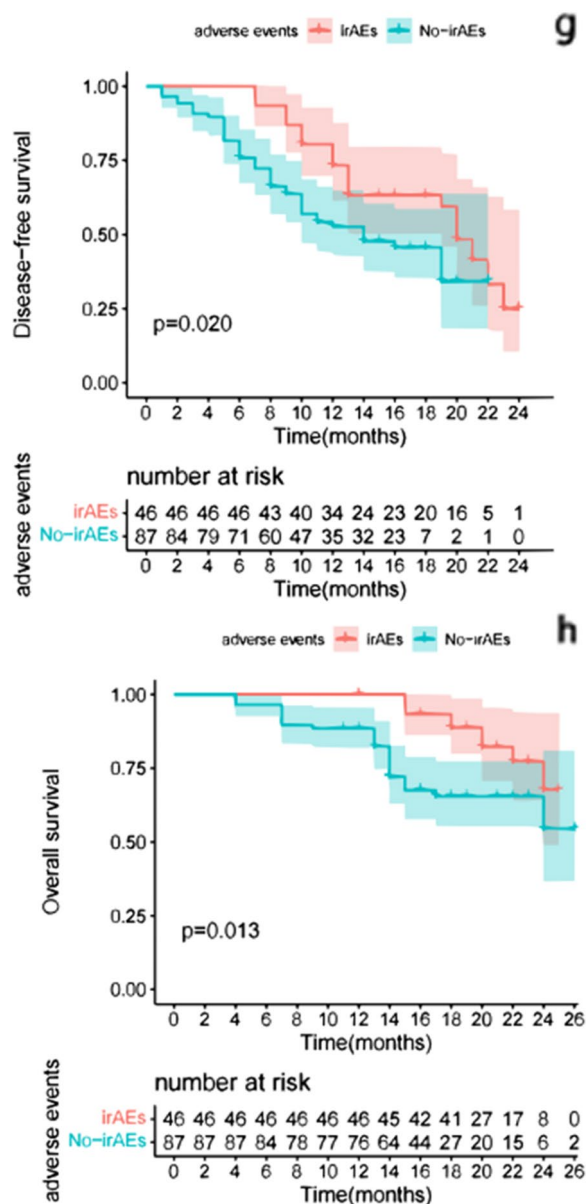 g
adverse events irAEs No-irAEs
Disease-free survival
1.00
0.75
0.50
0.25
0.00
p=0.020
0 2 4 6 8 10 12 14 16 18 20 22 24
Time(months)
adverse events
number at risk
irAEs 46 46 46 46 43 40 34 24 23 20 16 5 1
No-irAEs 87 84 79 71 60 47 35 32 23 7 2 1 0
0 2 4 6 8 10 12 14 16 18 20 22 24
Time(months)
h
adverse events irAEs No-irAEs
Overall survival
1.00
0.75
0.50
0.25
0.00
p=0.013
0 2 4 6 8 10 12 14 16 18 20 22 24 26
Time(months)
adverse events
number at risk
irAEs 46 46 46 46 46 46 46 45 42 41 27 17 8 0
No-irAEs 87 87 87 84 78 77 76 64 44 27 20 15 6 2
0 2 4 6 8 10 12 14 16 18 20 22 24 26
Time(months)